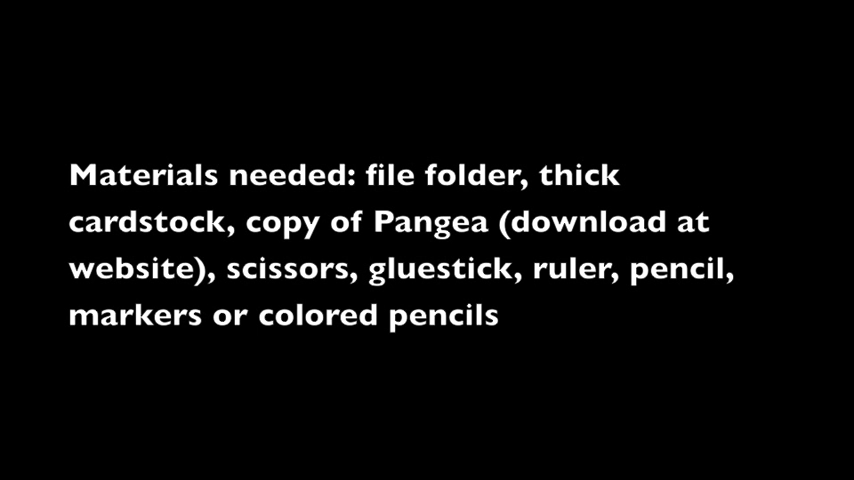 Materials needed: file folder, thick
cardstock, copy of Pangea (download at
website), scissors, gluestick, ruler, pencil,
markers or colored pencils